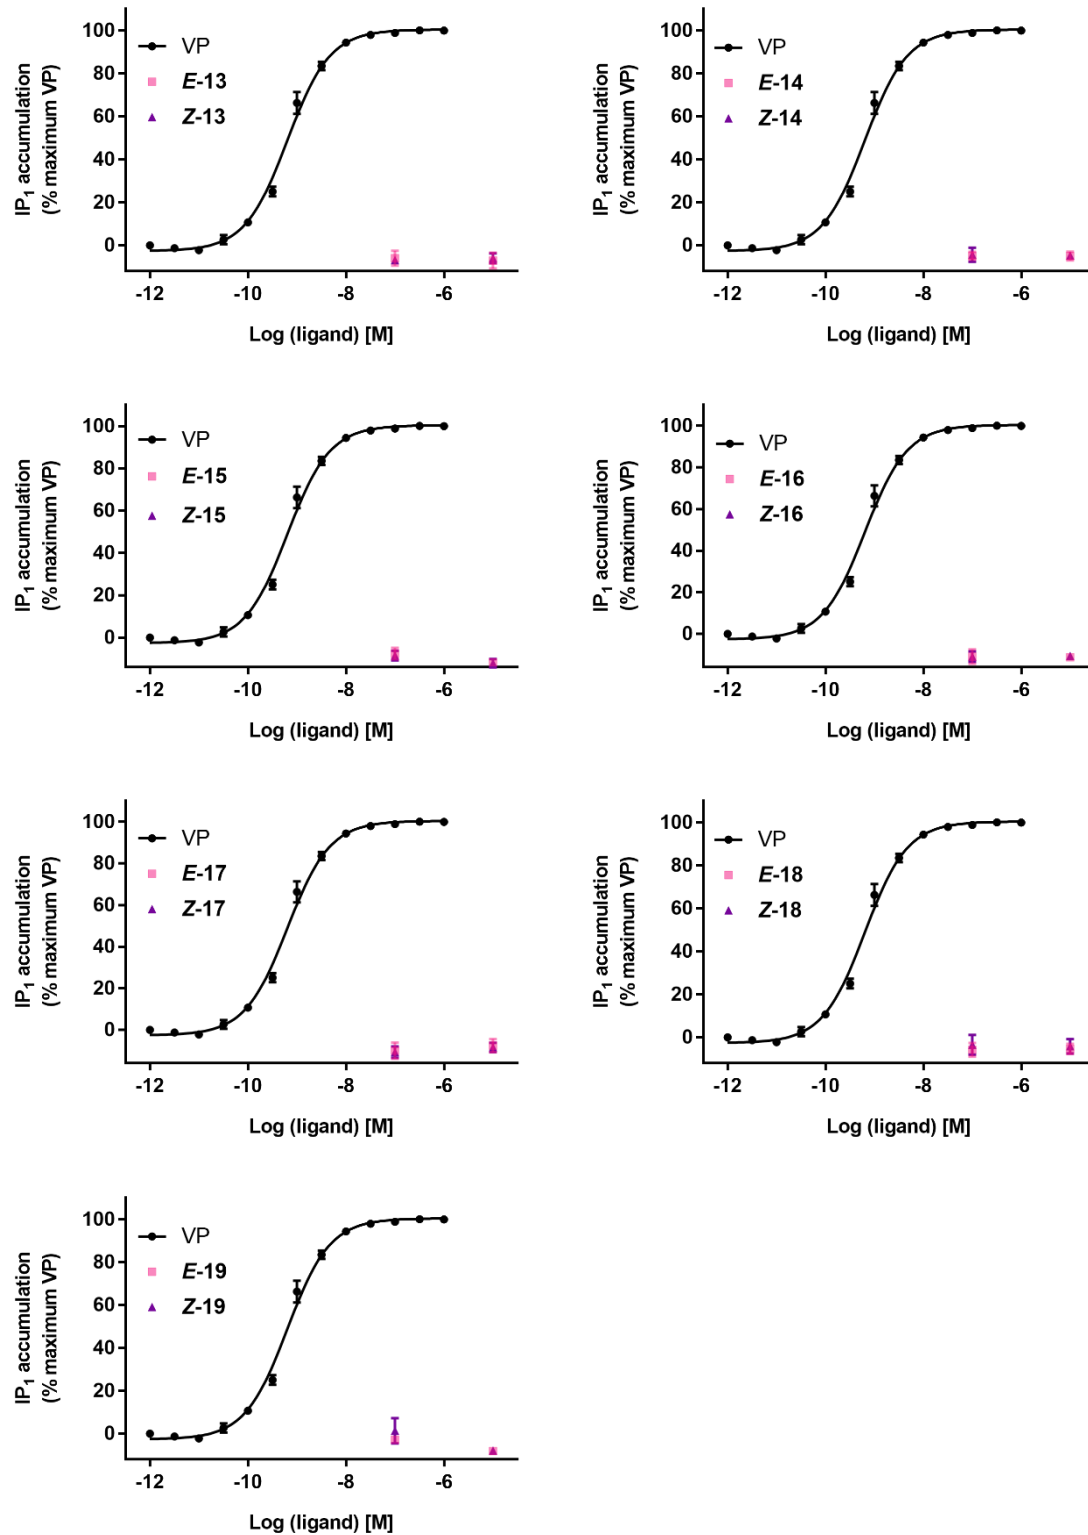 IP1 accumulation
(% maximum VP)
100
80
60
40
20
0
VP
E-13
Z-13
-12
-10
-8
-6
Log (ligand) [M]
IP1 accumulation
(% maximum VP)
100
80
60
40
20
0
VP
E-14
Z-14
-12
-10
-8
-6
Log (ligand) [M]
IP1 accumulation
(% maximum VP)
100
80
60
40
20
0
VP
E-15
Z-15
-12
-10
-8
-6
Log (ligand) [M]
IP1 accumulation
(% maximum VP)
100
80
60
40
20
0
VP
E-16
Z-16
-12
-10
-8
-6
Log (ligand) [M]
IP1 accumulation
(% maximum VP)
100
80
60
40
20
0
VP
E-17
Z-17
-12
-10
-8
-6
Log (ligand) [M]
IP1 accumulation
(% maximum VP)
100
80
60
40
20
0
VP
E-18
Z-18
-12
-10
-8
-6
Log (ligand) [M]
IP1 accumulation
(% maximum VP)
100
80
60
40
20
0
VP
E-19
Z-19
-12
-10
-8
-6
Log (ligand) [M]